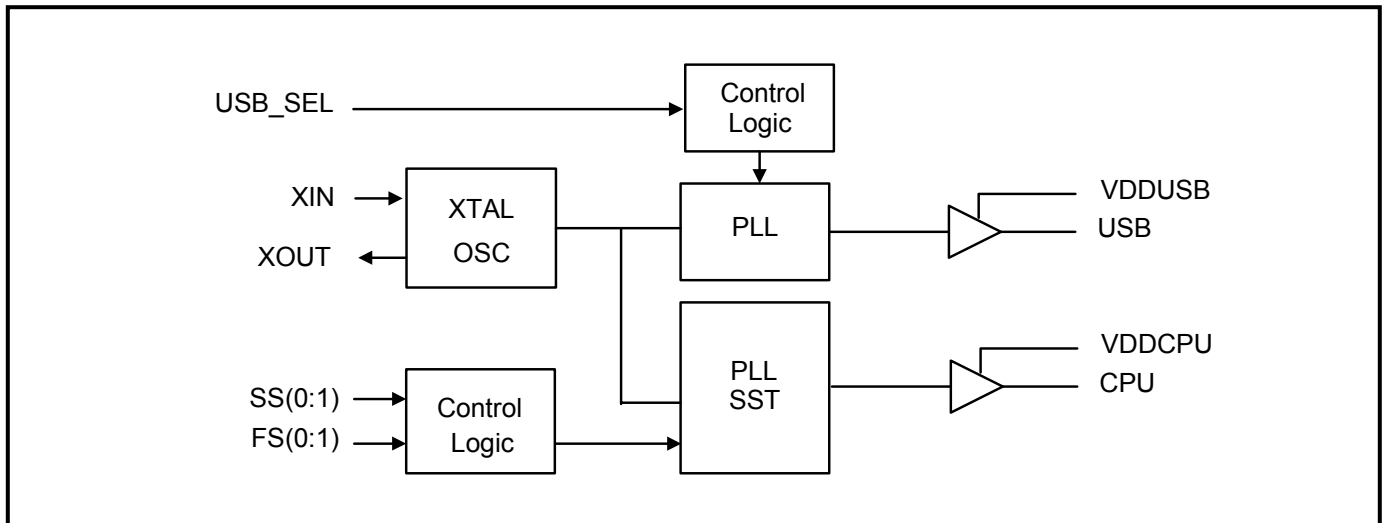 USB_SEL
Control
Logic
XIN
XOUT
XTAL
OSC
PLL
VDDUSB
USB
SS(0:1)
FS(0:1)
Control
Logic
PLL
SST
VDDCPU
CPU